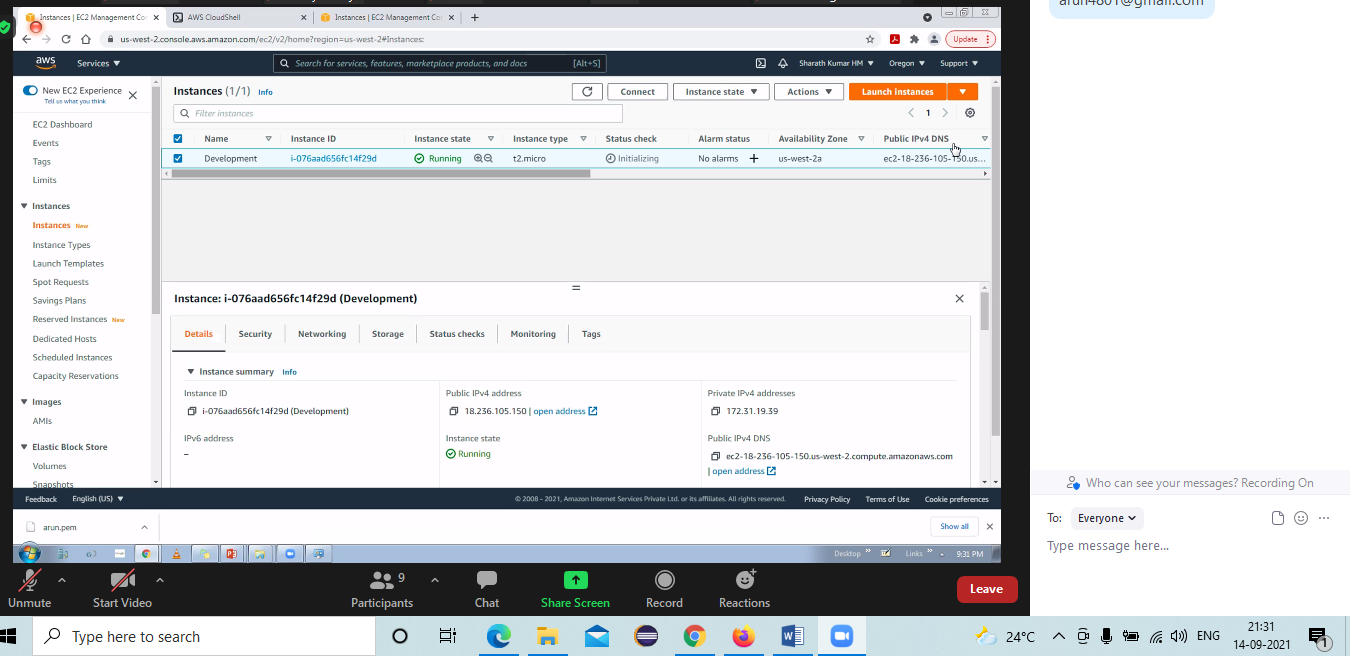 Instances | EC2 Management Co
AWS CloudShell
Instances | EC2 Management Co
us-west-2.console.aws.amazon.com/ec2/v2/home?region=us-west-2#Instances:
Update
aws Services Search for services, features, marketplace products, and docs [Alt+S] Sharath Kumar HM Oregon Support
New EC2 Experience
Tell us what you think
EC2 Dashboard
Events
Tags
Limits
Instances
Instances New
Instance Types
Launch Templates
Spot Requests
Savings Plans
Reserved Instances New
Dedicated Hosts
Scheduled Instances
Capacity Reservations
Images
AMIs
Elastic Block Store
Volumes
Snapshots
Instances (1/1) Info
Connect Instance state Actions Launch instances
Filter instances
1
Name Instance ID Instance state Instance type Status check Alarm status Availability Zone Public IPv4 DNS
Development i-076aad656fc14f29d Running t2.micro Initializing No alarms + us-west-2a ec2-18-236-105-150.us...
Instance: i-076aad656fc14f29d (Development)
Details Security Networking Storage Status checks Monitoring Tags
Instance summary Info
Instance ID
i-076aad656fc14f29d (Development)
Public IPv4 address
18.236.105.150 | open address
Private IPv4 addresses
172.31.19.39
IPv6 address
–
Instance state
Running
Public IPv4 DNS
ec2-18-236-105-150.us-west-2.compute.amazonaws.com
| open address
Feedback English (US) © 2008 - 2021, Amazon Internet Services Private Ltd. or its affiliates. All rights reserved. Privacy Policy Terms of Use Cookie preferences
arun.pem
Show all
Desktop » Links » 9:31 PM
Unmute
Start Video
Participants 9
Chat
Share Screen
Record
Reactions
Leave
arun4801@gmail.com
Who can see your messages? Recording On
To: Everyone
Type message here...
Type here to search
24°C
ENG
21:31
14-09-2021
1